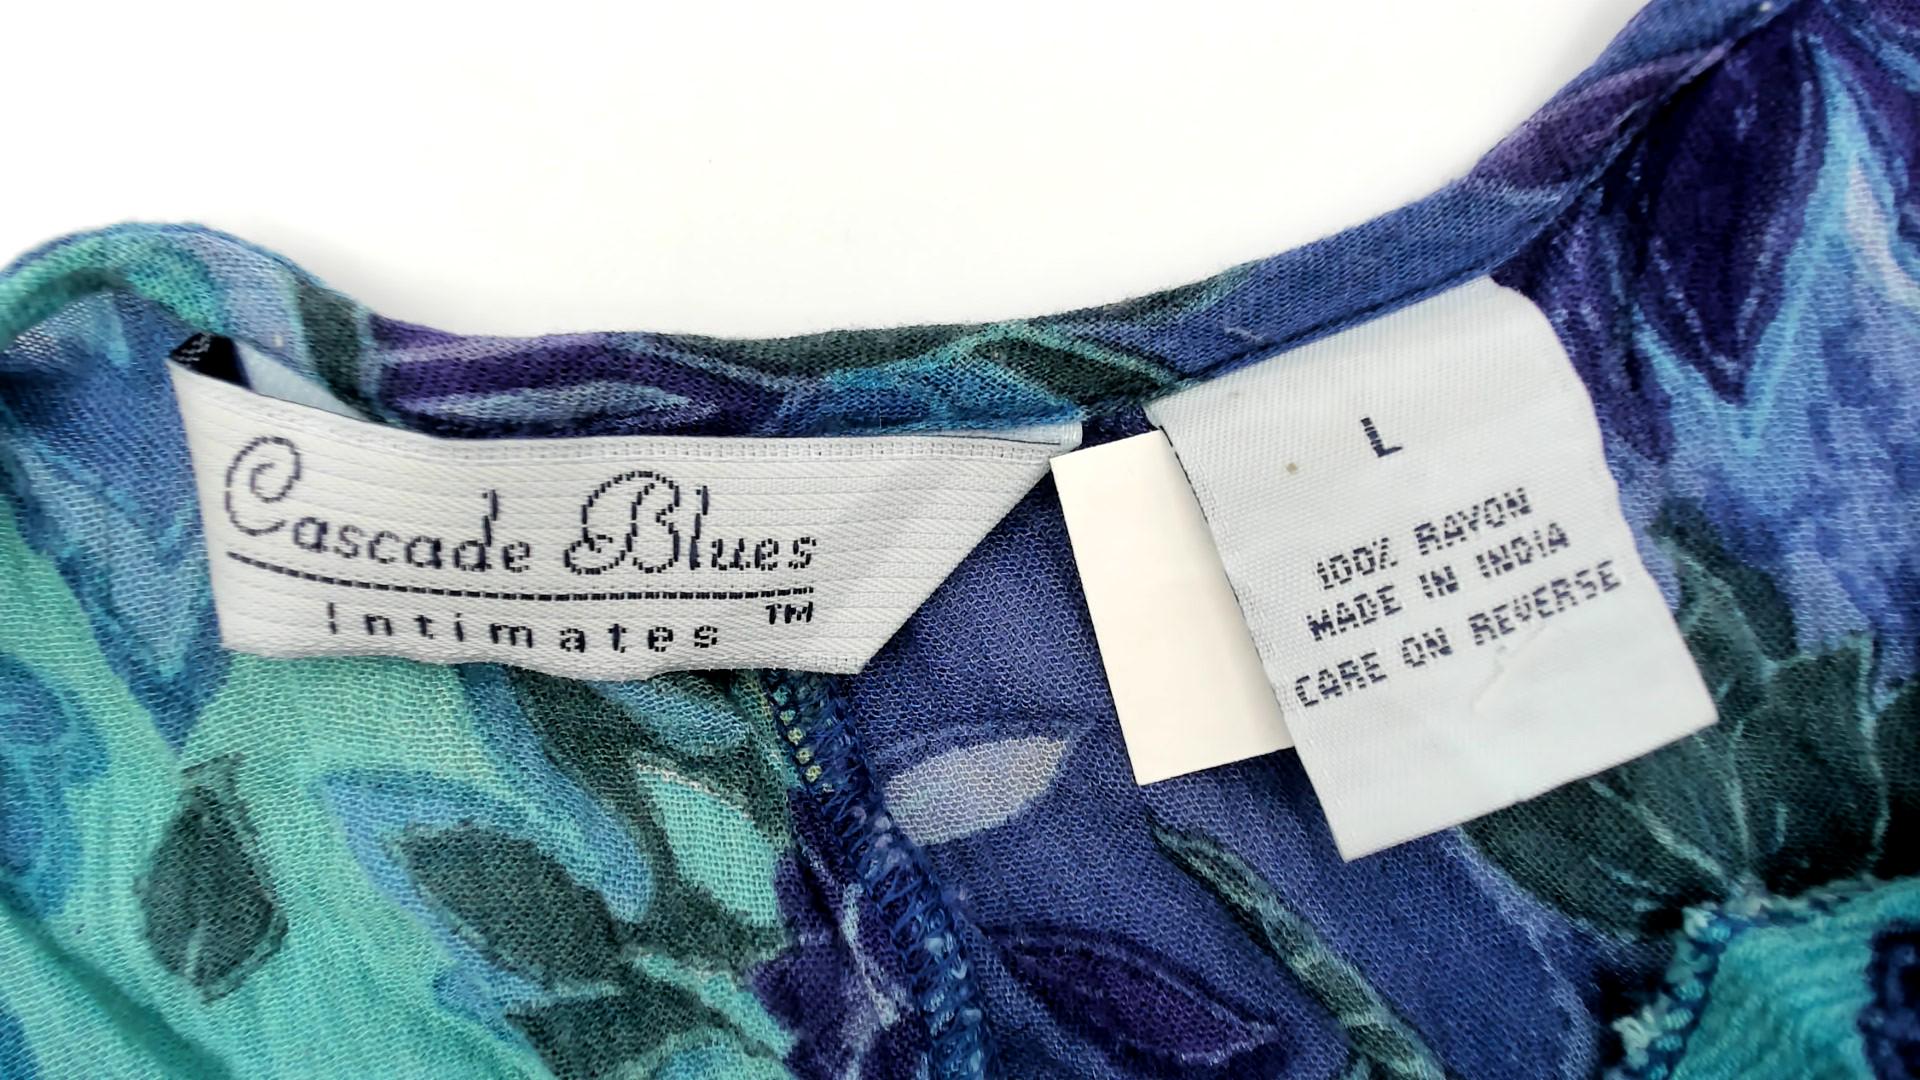 Cascade Blues
Intimates ™
L
100% RAYON
MADE IN INDIA
CARE ON REVERSE